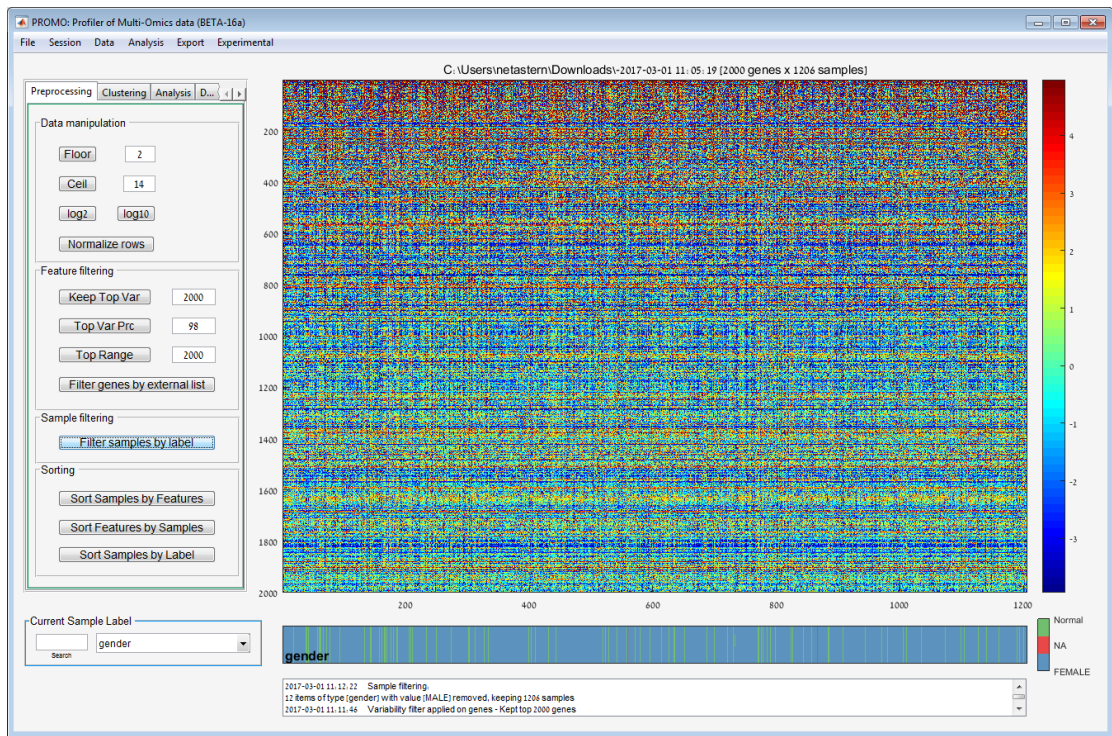 PROMO: Profiler of Multi-Omics data (BETA-16a)
File Session Data Analysis Export Experimental
Preprocessing Clustering Analysis D...
Data manipulation
Floor 2
Ceil 14
log2 log10
Normalize rows
Feature filtering
Keep Top Var 2000
Top Var Prc 98
Top Range 2000
Filter genes by external list
Sample filtering
Filter samples by label
Sorting
Sort Samples by Features
Sort Features by Samples
Sort Samples by Label
Current Sample Label
gender
Search
C:\Users\netastern\Downloads\-2017-03-01 11:05:19 [2000 genes x 1206 samples]
200
400
600
800
1000
1200
1400
1600
1800
2000
200 400 600 800 1000 1200
4
3
2
1
0
-1
-2
-3
gender
Normal
NA
FEMALE
2017-03-01 11:12:22 Sample filtering.
12 items of type [gender] with value [MALE] removed, keeping 1206 samples
2017-03-01 11:11:46 Variability filter applied on genes - Kept top 2000 genes